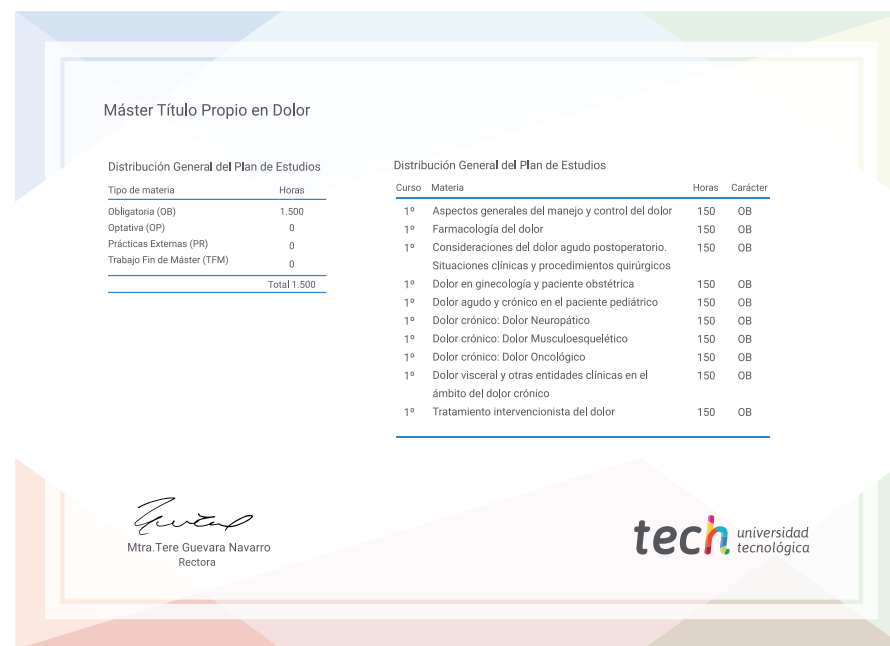 Máster Título Propio en Dolor
Distribución General del Plan de Estudios
Tipo de materia Horas
Obligatoria (OB) 1.500
Optativa (OP) 0
Prácticas Externas (PR) 0
Trabajo Fin de Máster (TFM) 0
Total 1.500
Distribución General del Plan de Estudios
Curso Materia Horas Carácter
1º Aspectos generales del manejo y control del dolor 150 OB
1º Farmacología del dolor 150 OB
1º Consideraciones del dolor agudo postoperatorio. 150 OB
Situaciones clínicas y procedimientos quirúrgicos
1º Dolor en ginecología y paciente obstétrica 150 OB
1º Dolor agudo y crónico en el paciente pediátrico 150 OB
1º Dolor crónico: Dolor Neuropático 150 OB
1º Dolor crónico: Dolor Musculoesquelético 150 OB
1º Dolor crónico: Dolor Oncológico 150 OB
1º Dolor visceral y otras entidades clínicas en el 150 OB
ámbito del dolor crónico
1º Tratamiento intervencionista del dolor 150 OB
Mtra.Tere Guevara Navarro
Rectora
tech universidad
tecnológica